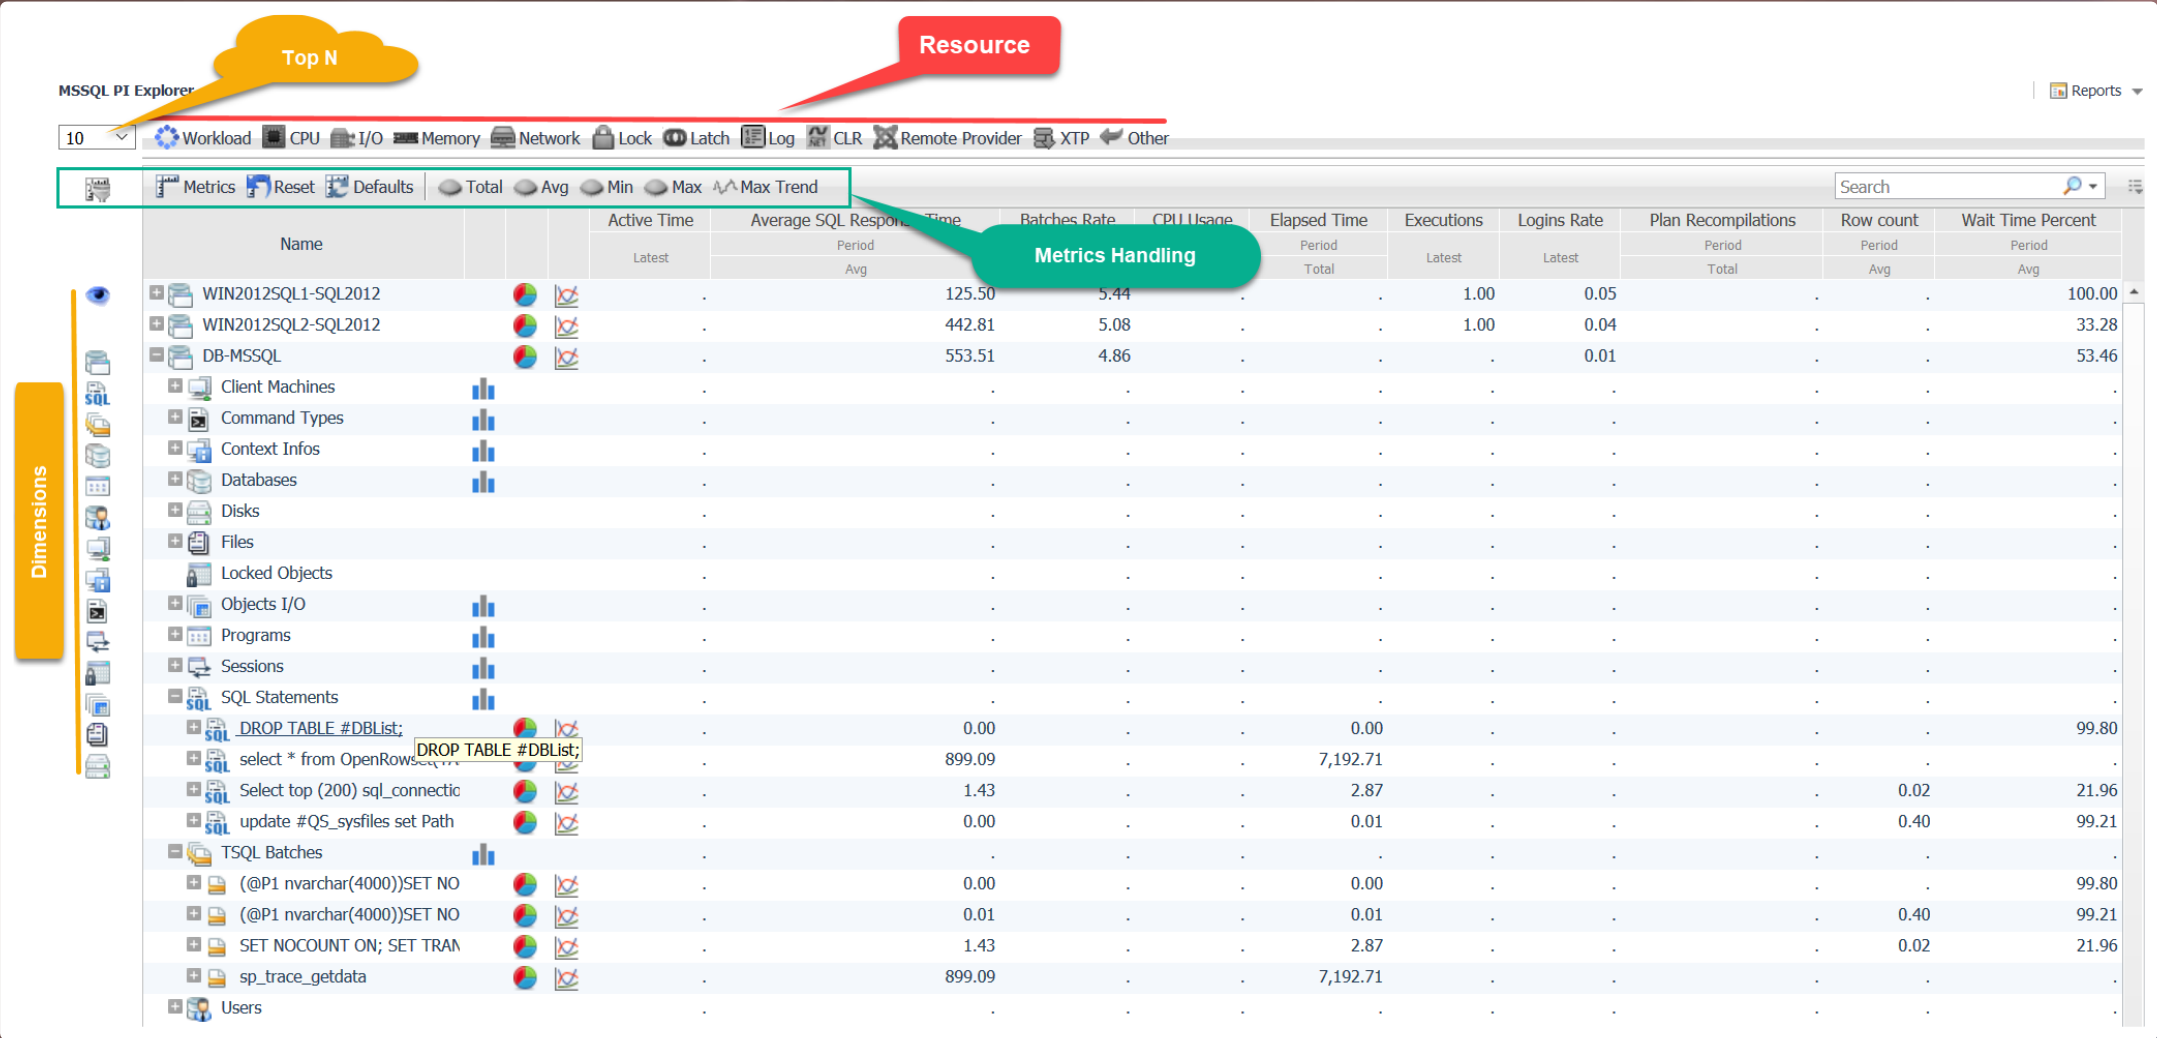 Top N
Resource
MSSQL PI Explorer
Reports
10 Workload CPU I/O Memory Network Lock Latch Log CLR Remote Provider XTP Other
Metrics Reset Defaults Total Avg Min Max Max Trend Search
Name Active Time Average SQL Response Time Batches Rate CPU Usage Elapsed Time Executions Logins Rate Plan Recompilations Row count Wait Time Percent
Period Period Period Period Period
Latest Latest Latest
Avg Total Total Avg Avg
Metrics Handling
Dimensions
WIN2012SQL1-SQL2012 . 125.50 5.44 . . 1.00 0.05 . . 100.00
WIN2012SQL2-SQL2012 . 442.81 5.08 . . 1.00 0.04 . . 33.28
DB-MSSQL . 553.51 4.86 . . . 0.01 . . 53.46
Client Machines . . . . . . . . . .
Command Types . . . . . . . . . .
Context Infos . . . . . . . . . .
Databases . . . . . . . . . .
Disks . . . . . . . . . .
Files . . . . . . . . . .
Locked Objects . . . . . . . . . .
Objects I/O . . . . . . . . . .
Programs . . . . . . . . . .
Sessions . . . . . . . . . .
SQL Statements . . . . . . . . . .
DROP TABLE #DBList; . 0.00 . . 0.00 . . . . 99.80
DROP TABLE #DBList;
select * from OpenRowset(TA . 899.09 . . 7,192.71 . . . . .
Select top (200) sql_connectio . 1.43 . . 2.87 . . . 0.02 21.96
update #QS_sysfiles set Path . 0.00 . . 0.01 . . . 0.40 99.21
TSQL Batches . . . . . . . . . .
(@P1 nvarchar(4000))SET NO . 0.00 . . 0.00 . . . . 99.80
(@P1 nvarchar(4000))SET NO . 0.01 . . 0.01 . . . 0.40 99.21
SET NOCOUNT ON; SET TRAN . 1.43 . . 2.87 . . . 0.02 21.96
sp_trace_getdata . 899.09 . . 7,192.71 . . . . .
Users . . . . . . . . . .